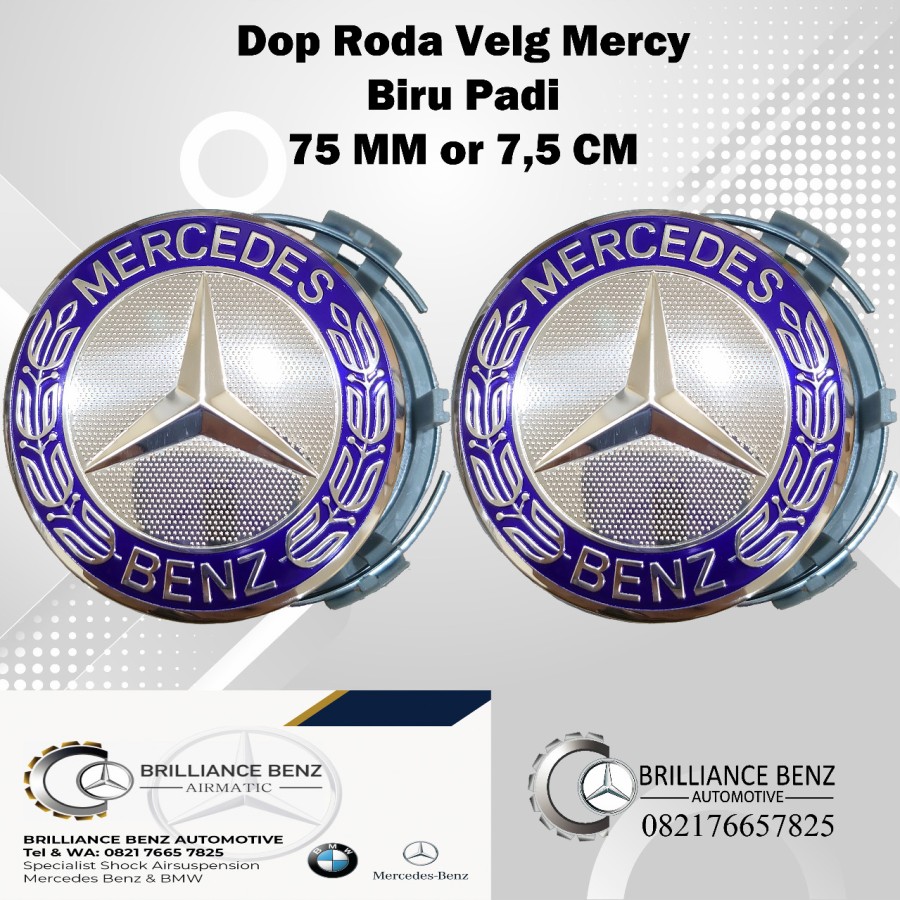 Dop Roda Velg Mercy
Biru Padi
75 MM or 7,5 CM
MERCEDES
BENZ
MERCEDES
BENZ
BRILLIANCE BENZ
AIRMATIC
BRILLIANCE BENZ AUTOMOTIVE
Tel & WA: 0821 7665 7825
Specialist Shock Airsuspension
Mercedes Benz & BMW
BMW
Mercedes-Benz
BRILLIANCE BENZ
AUTOMOTIVE
082176657825